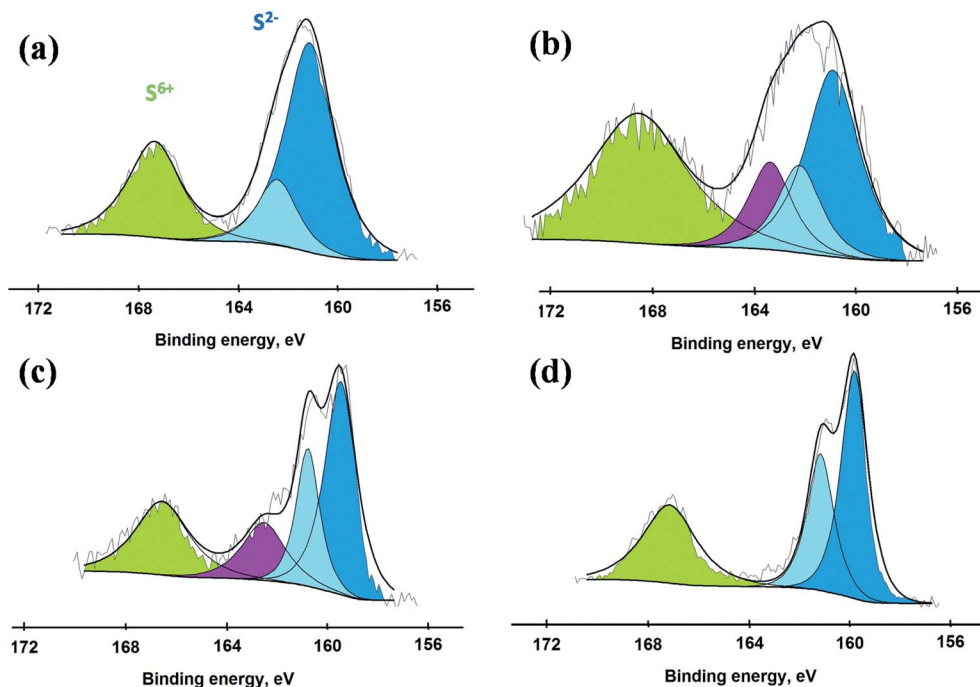 (a)
S²⁻
S⁶⁺
172 168 164 160 156
Binding energy, eV
(b)
172 168 164 160 156
Binding energy, eV
(c)
172 168 164 160 156
Binding energy, eV
(d)
172 168 164 160 156
Binding energy, eV